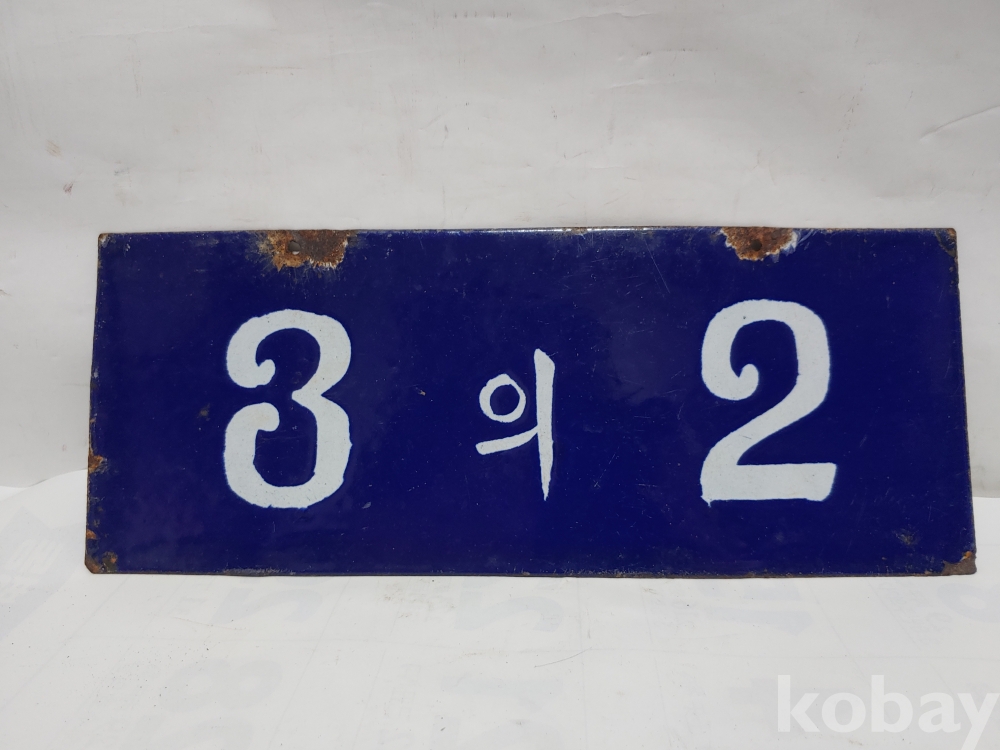 3 의 2
kobay